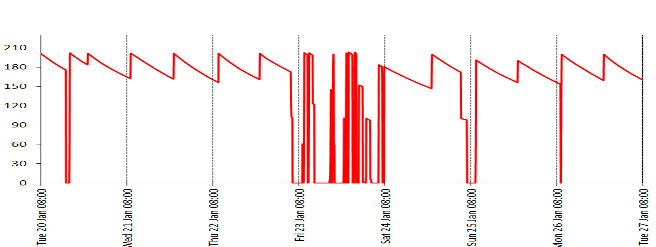 210
180
150
120
90
60
30
0
Tue 20 Jan 08:00
Wed 21 Jan 08:00
Thu 22 Jan 08:00
Fri 23 Jan 08:00
Sat 24 Jan 08:00
Sun 25 Jan 08:00
Mon 26 Jan 08:00
Tue 27 Jan 08:00